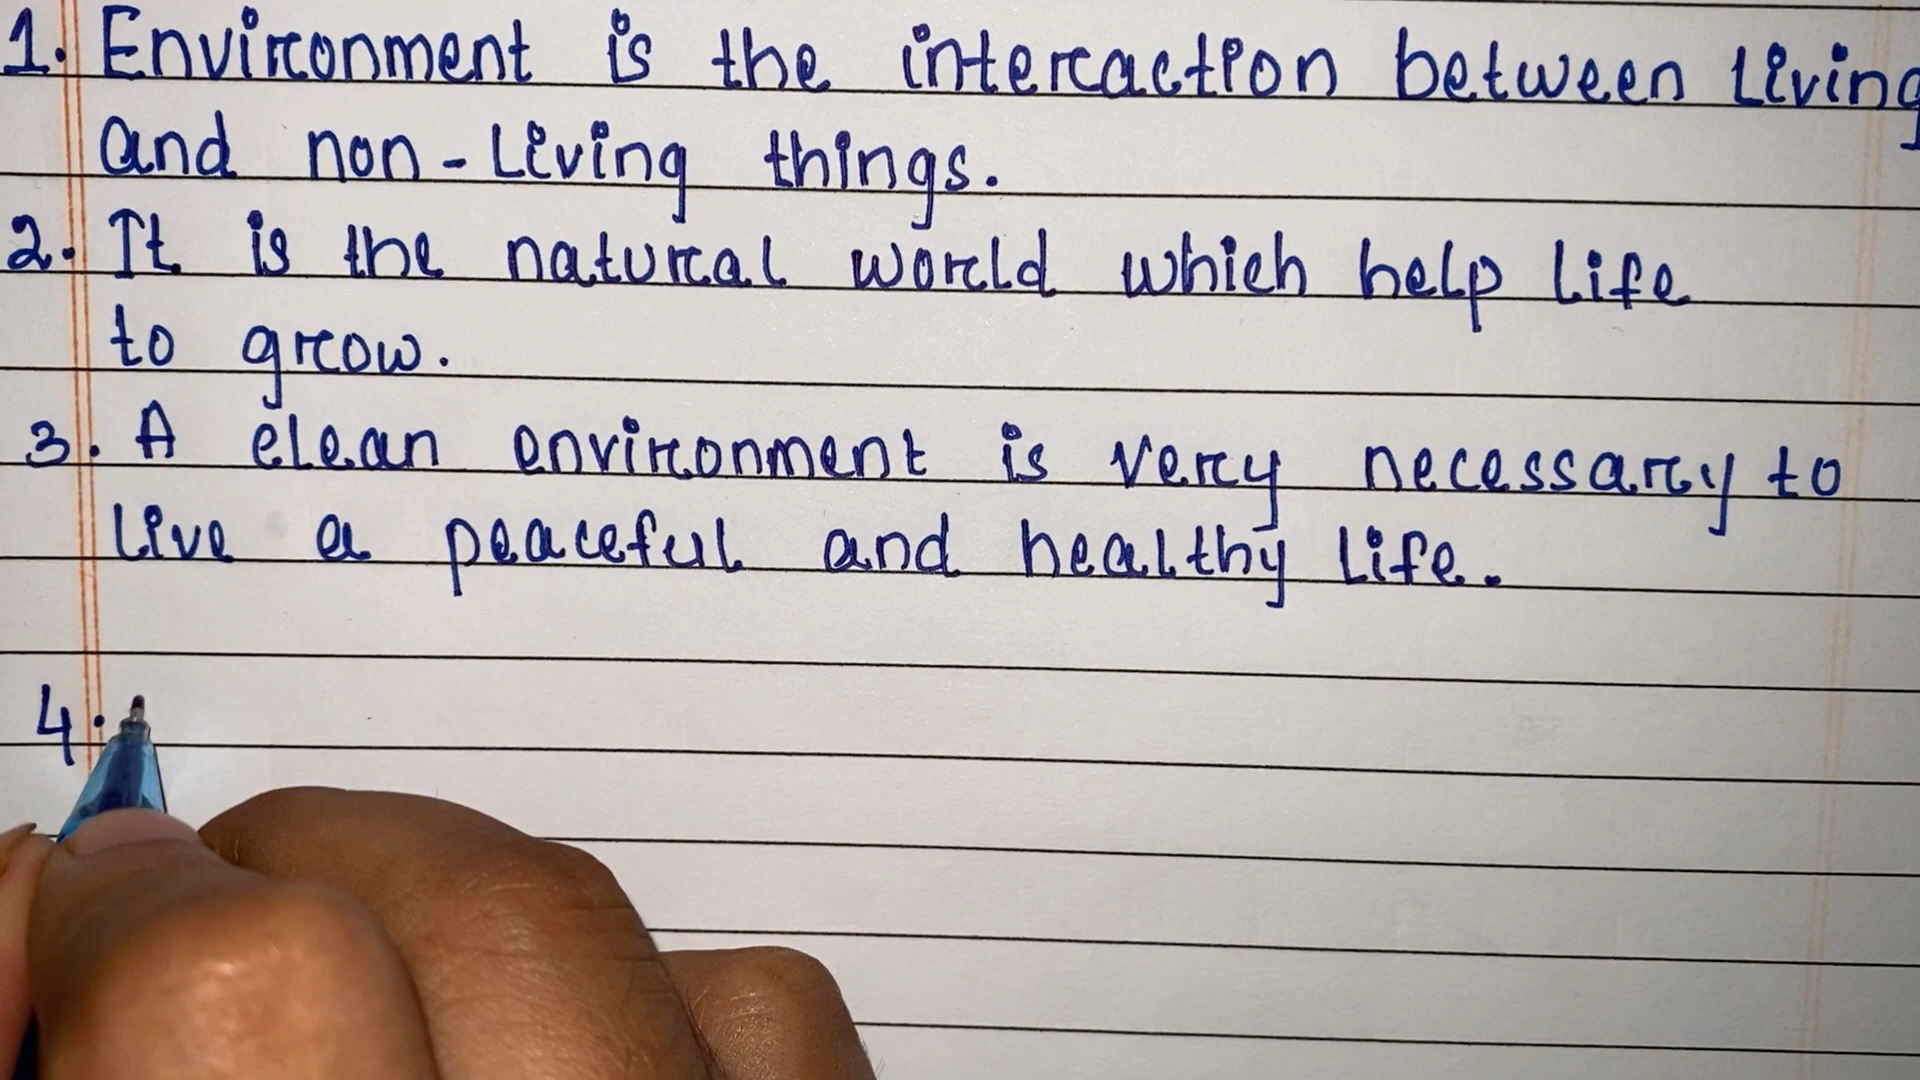 1. Environment is the interaction between living
and non-living things.
2. It is the natural world which help life
to grow.
3. A clean environment is very necessary to
live a peaceful and healthy life.
4.